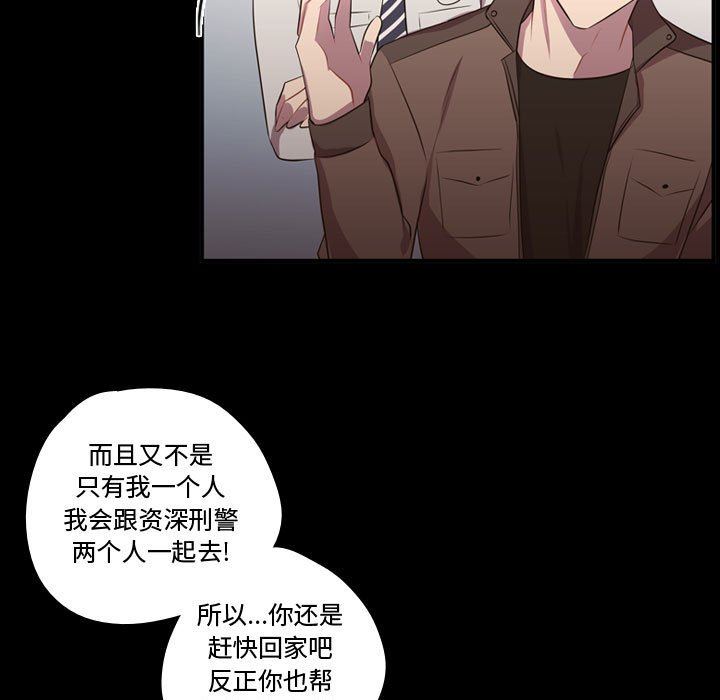 而且又不是
只有我一个人
我会跟资深刑警
两个人一起去!
所以...你还是
赶快回家吧
反正你也帮